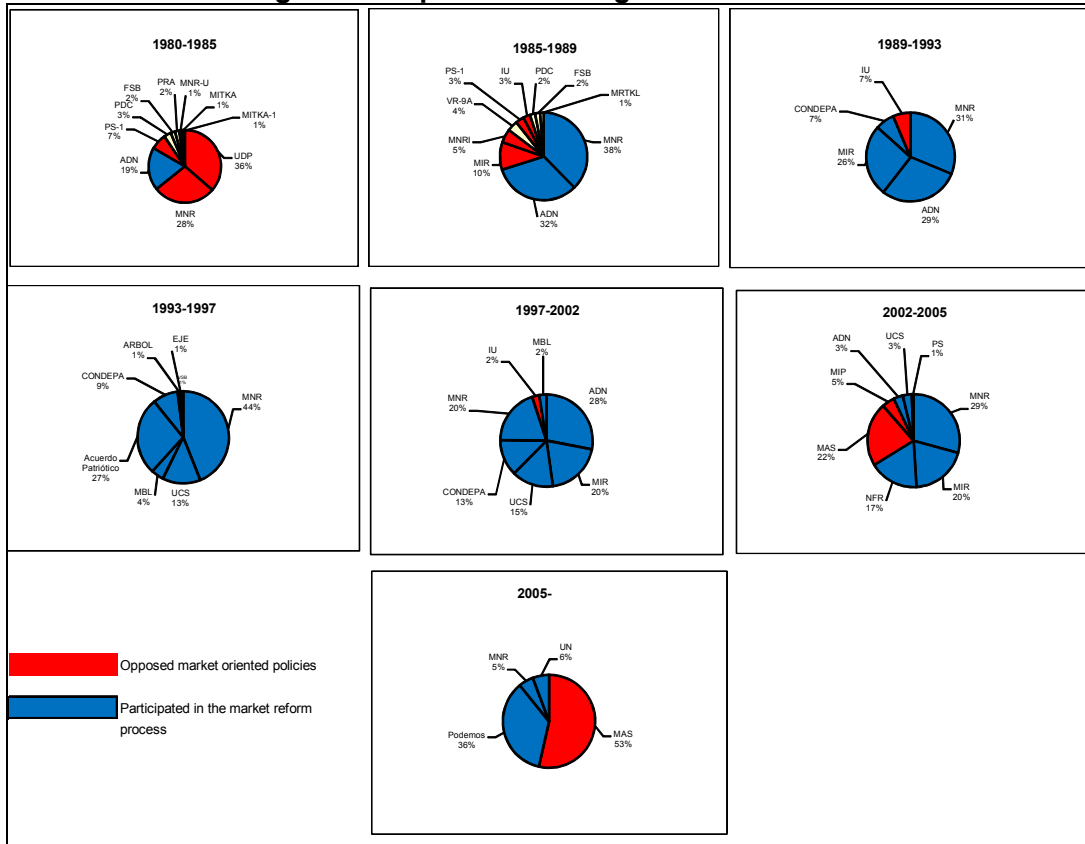 1980-1985
PRA
2%
MNR-U
1%
FSB
2%
MITKA
1%
PDC
3%
MITKA-1
1%
PS-1
7%
UDP
36%
ADN
19%
MNR
28%
1985-1989
PS-1
3%
IU
3%
PDC
2%
FSB
2%
MRTKL
1%
VR-9A
4%
MNRI
5%
MNR
38%
MIR
10%
ADN
32%
1989-1993
IU
7%
CONDEPA
7%
MNR
31%
MIR
26%
ADN
29%
1993-1997
ARBOL
1%
EJE
1%
CONDEPA
9%
MNR
44%
Acuerdo
Patriótico
27%
MBL
4%
UCS
13%
1997-2002
IU
2%
MBL
2%
ADN
28%
MNR
20%
CONDEPA
13%
UCS
15%
MIR
20%
2002-2005
ADN
3%
UCS
3%
PS
1%
MIP
5%
MNR
29%
MAS
22%
NFR
17%
MIR
20%
2005-
MNR
5%
UN
6%
Podemos
36%
MAS
53%
Opposed market oriented policies
Participated in the market reform
process